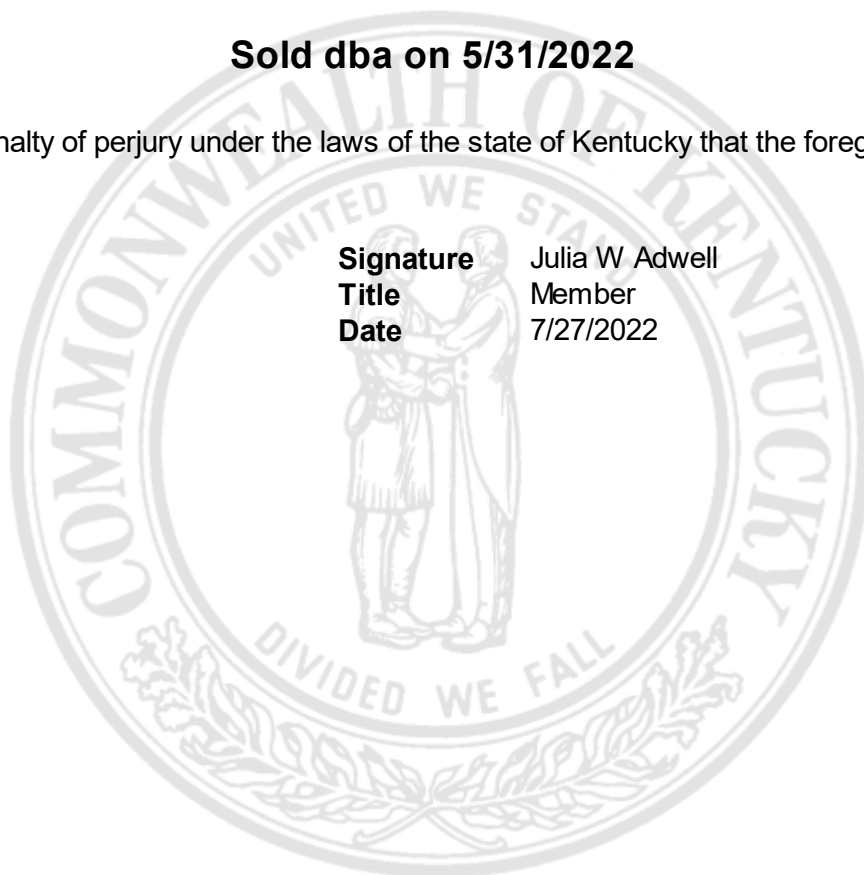 Sold dba on 5/31/2022
nalty of perjury under the laws of the state of Kentucky that the foreg
COMMONWEALTH OF KENTUCKY
UNITED WE STAND
Signature Julia W Adwell
Title Member
Date 7/27/2022
DIVIDED WE FALL